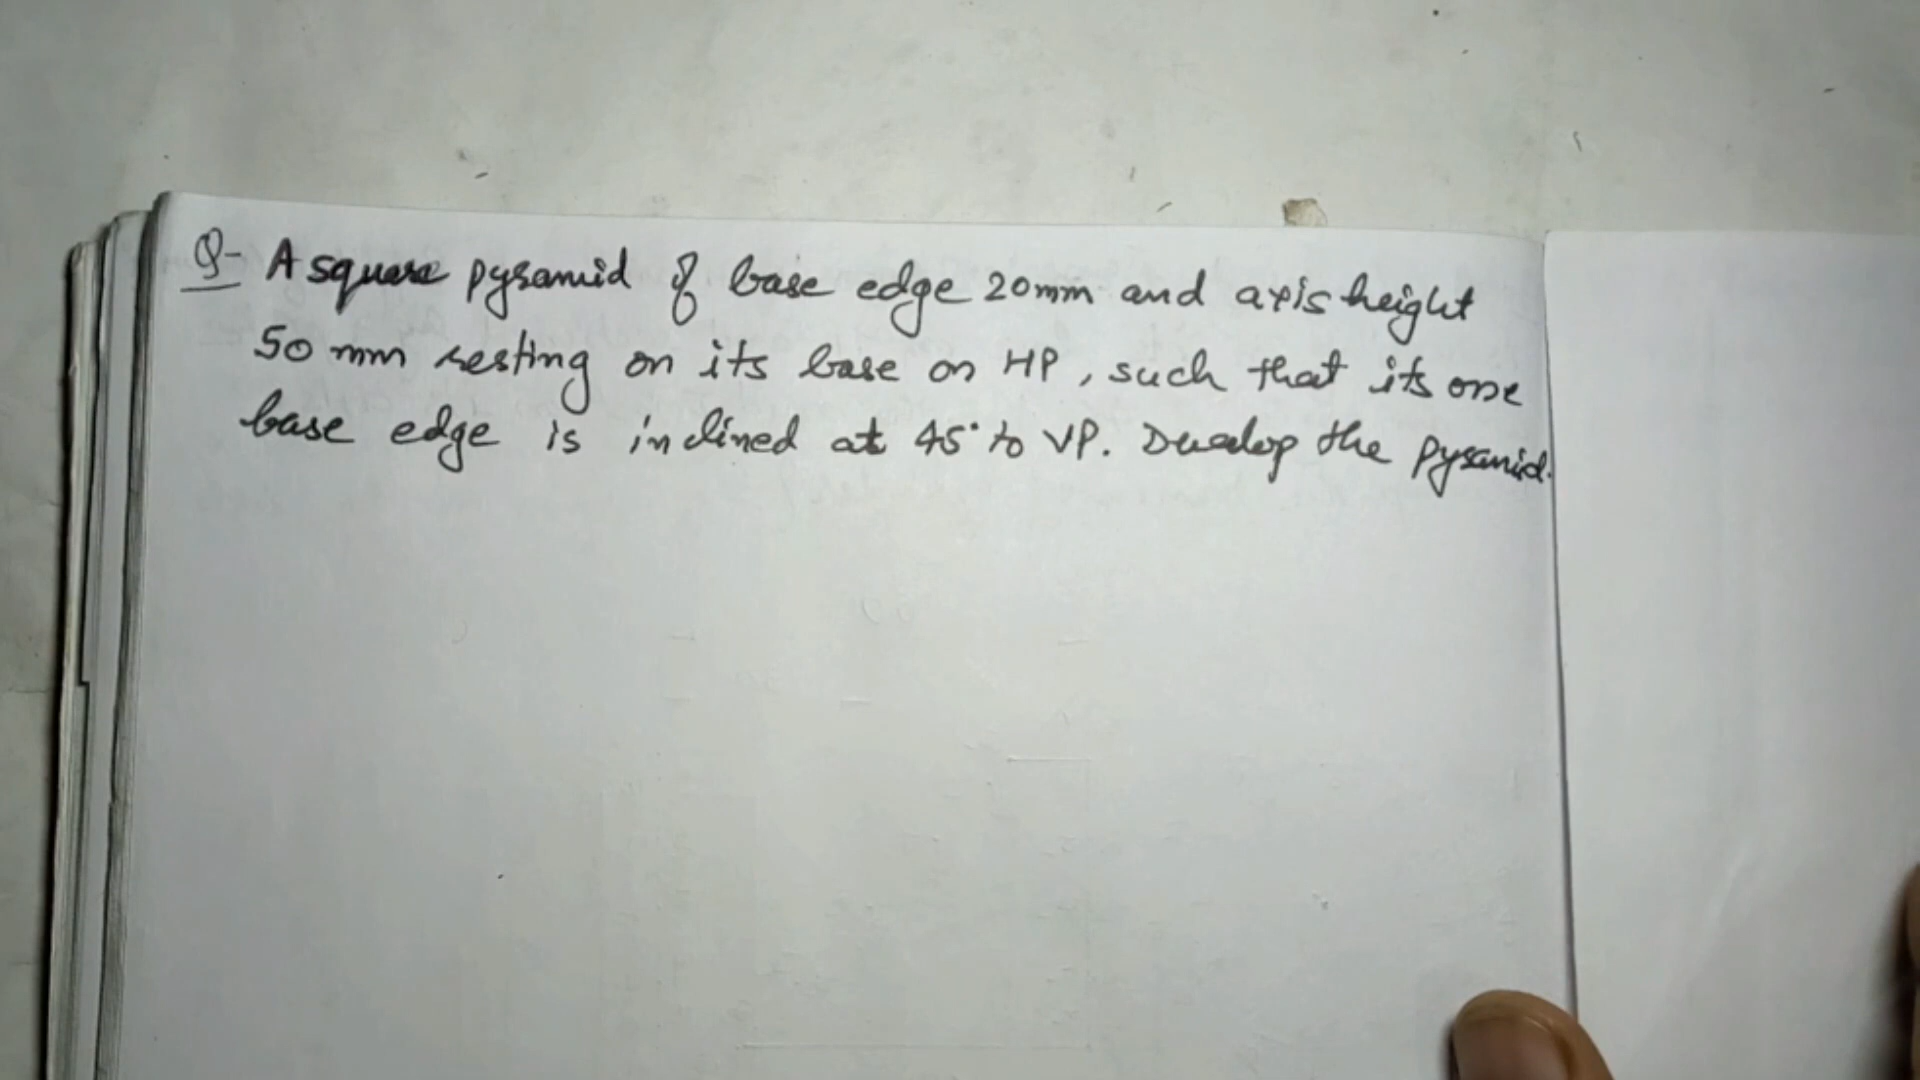 Q- A square pyramid of base edge 20mm and axis height
50 mm resting on its base on HP, such that its one
base edge is inclined at 45° to VP. Develop the pyramid.